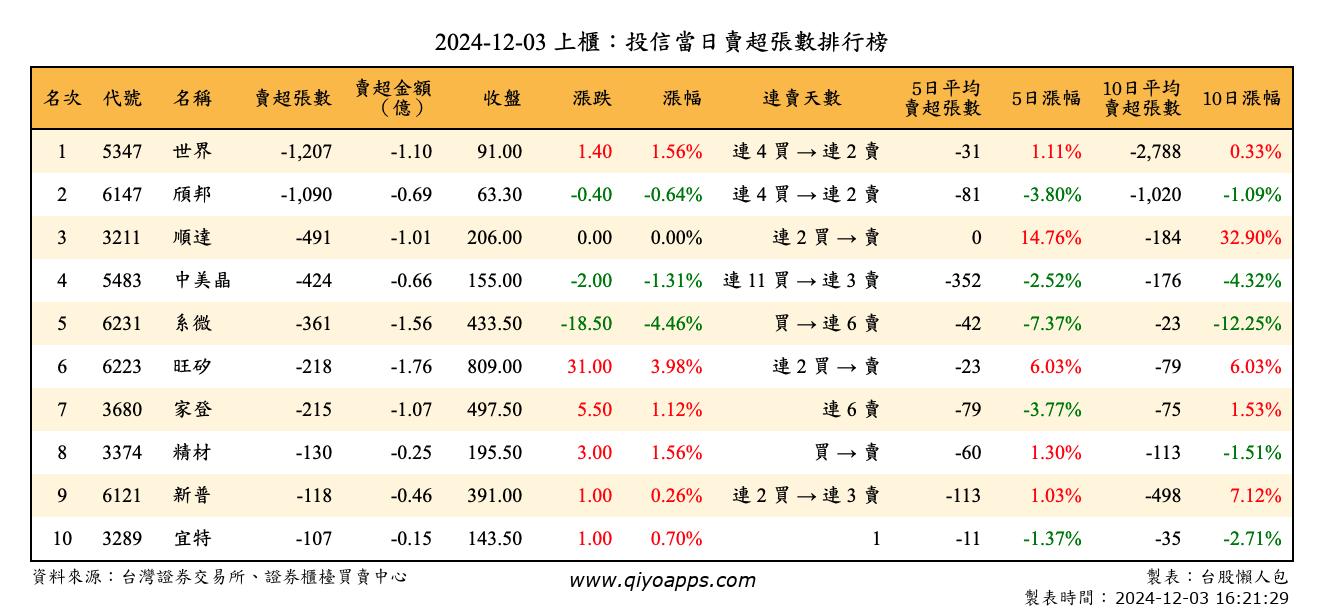 2024-12-03 上櫃：投信當日賣超張數排行榜
名次 代號 名稱 賣超張數 賣超金額（億） 收盤 漲跌 漲幅 連賣天數 5日平均賣超張數 5日漲幅 10日平均賣超張數 10日漲幅
1 5347 世界 -1,207 -1.10 91.00 1.40 1.56% 連 4 買 → 連 2 賣 -31 1.11% -2,788 0.33%
2 6147 頎邦 -1,090 -0.69 63.30 -0.40 -0.64% 連 4 買 → 連 2 賣 -81 -3.80% -1,020 -1.09%
3 3211 順達 -491 -1.01 206.00 0.00 0.00% 連 2 買 → 賣 0 14.76% -184 32.90%
4 5483 中美晶 -424 -0.66 155.00 -2.00 -1.31% 連 11 買 → 連 3 賣 -352 -2.52% -176 -4.32%
5 6231 系微 -361 -1.56 433.50 -18.50 -4.46% 買 → 連 6 賣 -42 -7.37% -23 -12.25%
6 6223 旺矽 -218 -1.76 809.00 31.00 3.98% 連 2 買 → 賣 -23 6.03% -79 6.03%
7 3680 家登 -215 -1.07 497.50 5.50 1.12% 連 6 賣 -79 -3.77% -75 1.53%
8 3374 精材 -130 -0.25 195.50 3.00 1.56% 買 → 賣 -60 1.30% -113 -1.51%
9 6121 新普 -118 -0.46 391.00 1.00 0.26% 連 2 買 → 連 3 賣 -113 1.03% -498 7.12%
10 3289 宜特 -107 -0.15 143.50 1.00 0.70% 1 -11 -1.37% -35 -2.71%
資料來源：台灣證券交易所、證券櫃檯買賣中心
www.qiyoapps.com
製表：台股懶人包
製表時間：2024-12-03 16:21:29